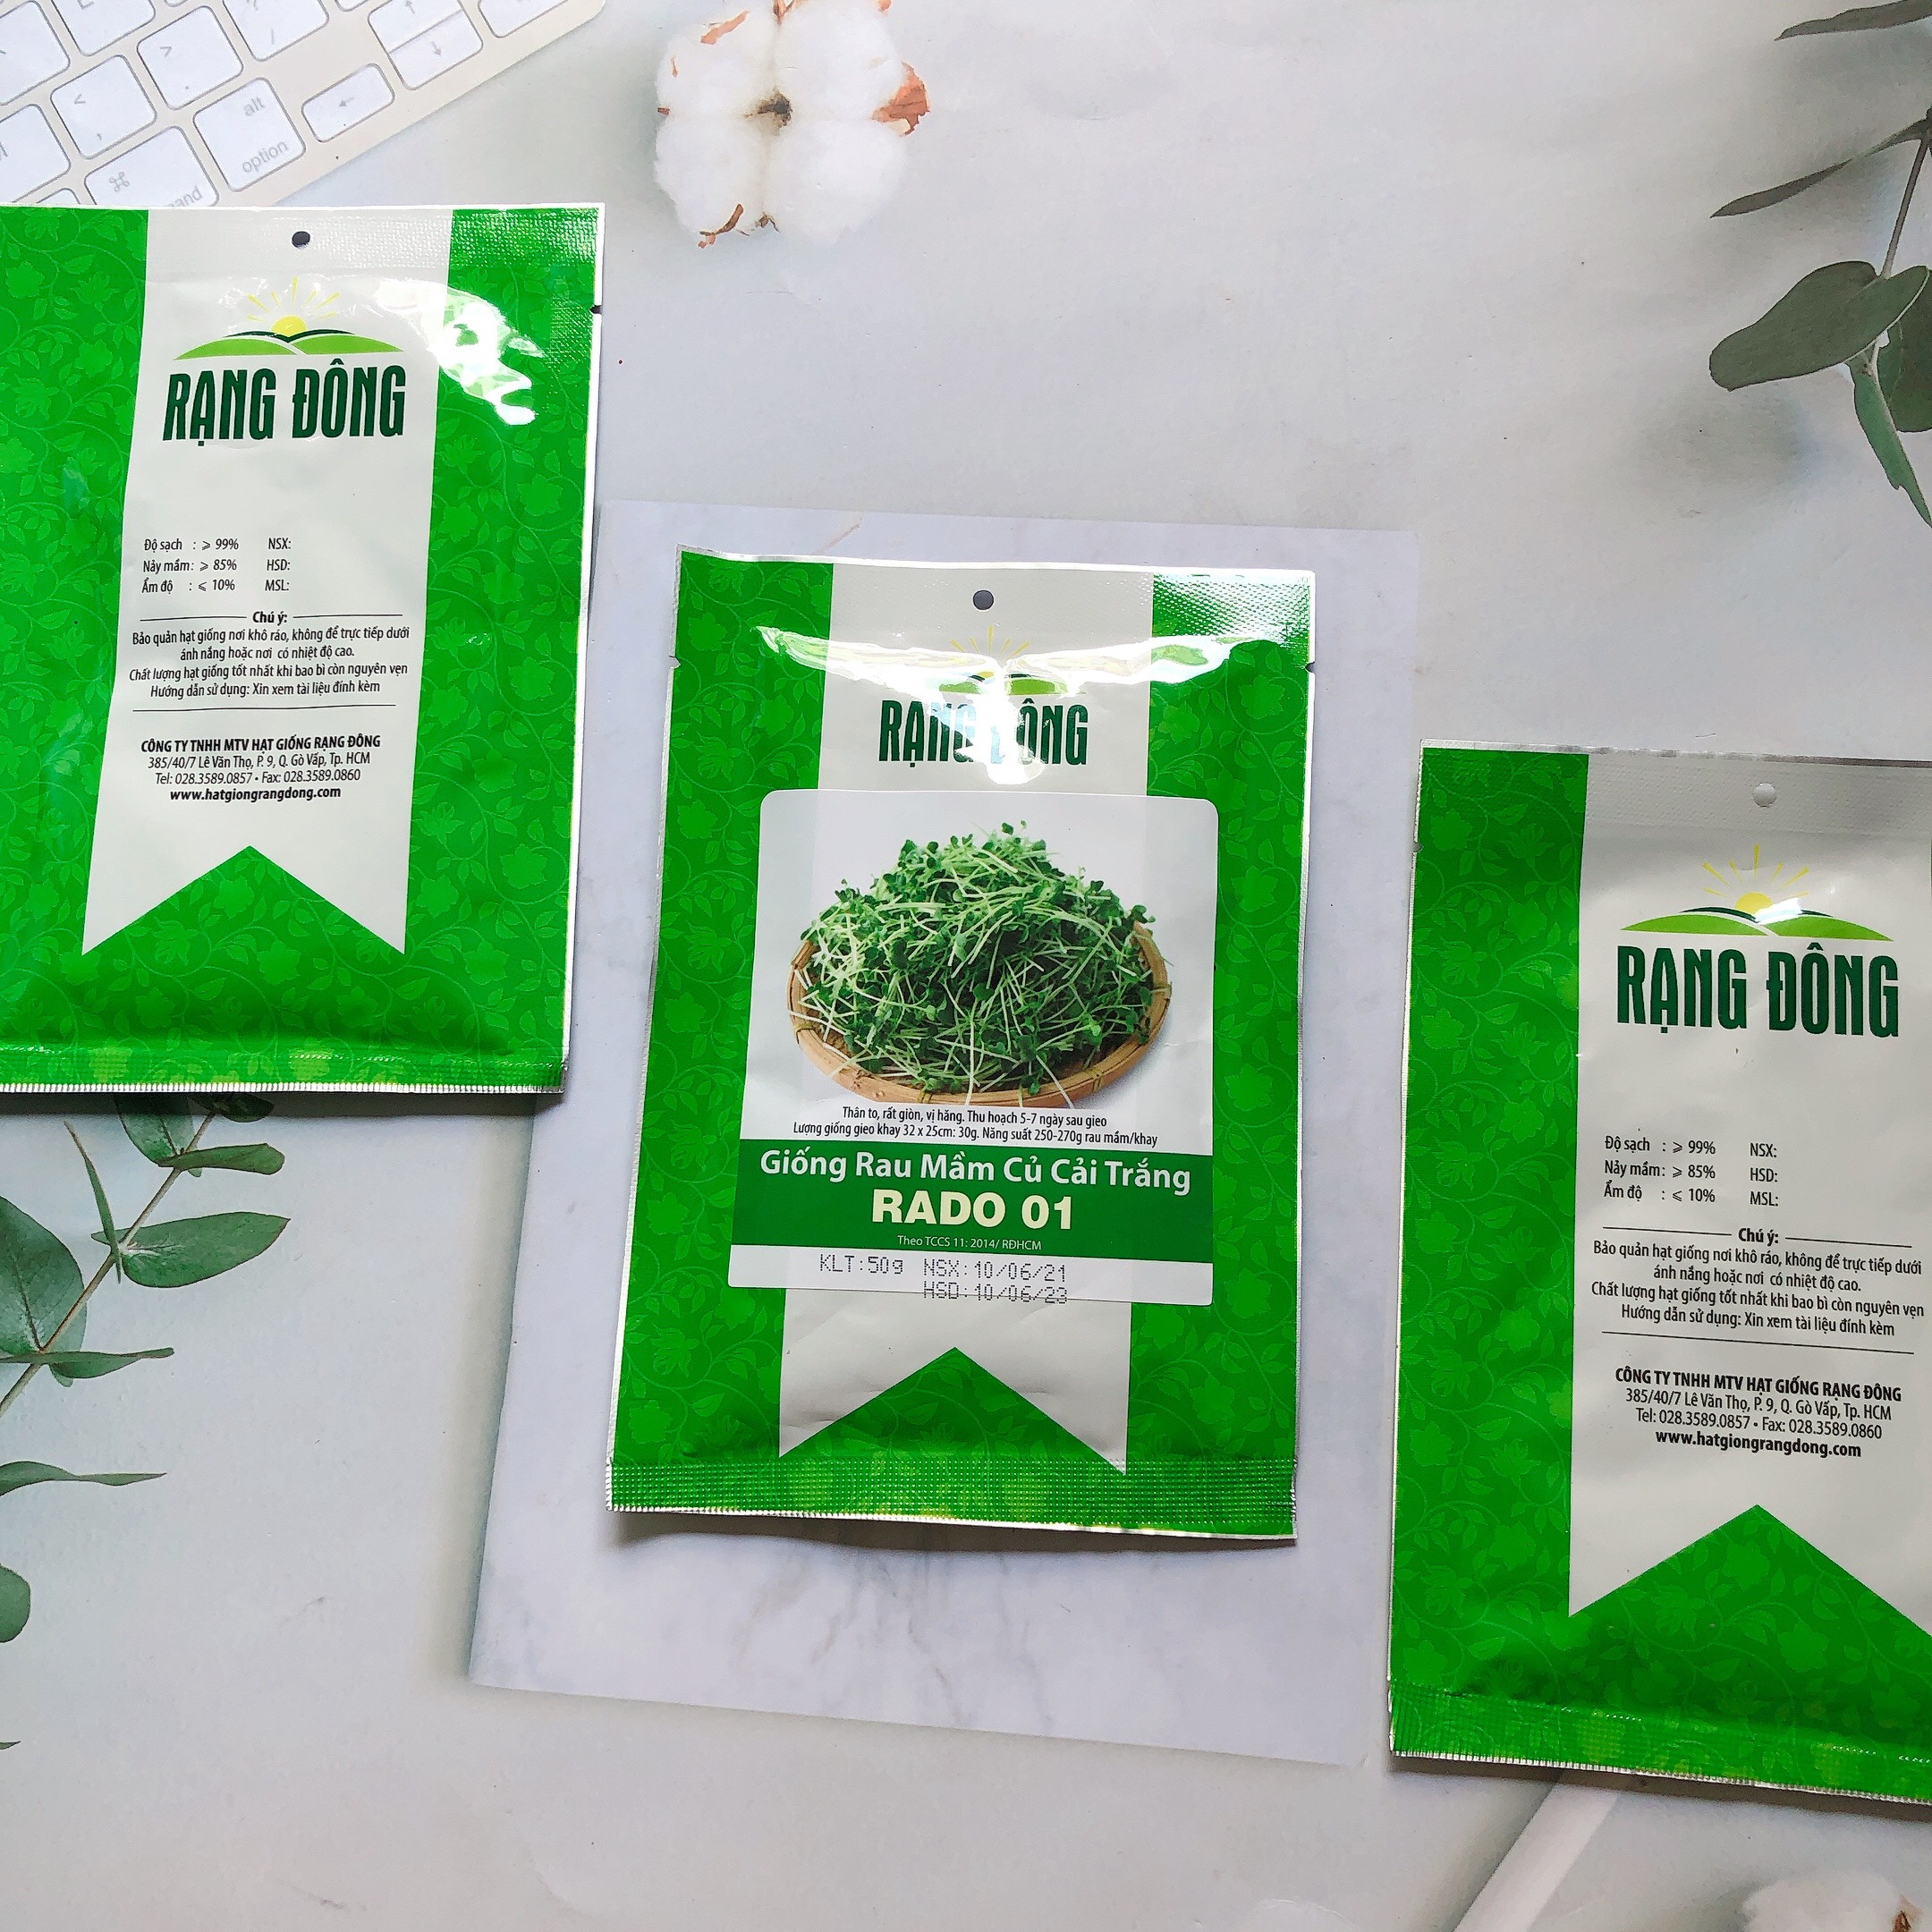 alt
option
RẠNG ĐÔNG
Độ sạch : ⩾ 99% NSX:
Nảy mầm: ⩾ 85% HSD:
Ẩm độ : ⩽ 10% MSL:
Chú ý:
Bảo quản hạt giống nơi khô ráo, không để trực tiếp dưới
ánh nắng hoặc nơi có nhiệt độ cao.
Chất lượng hạt giống tốt nhất khi bao bì còn nguyên vẹn
Hướng dẫn sử dụng: Xin xem tài liệu đính kèm
CÔNG TY TNHH MTV HẠT GIỐNG RẠNG ĐÔNG
385/40/7 Lê Văn Thọ, P. 9, Q. Gò Vấp, Tp. HCM
Tel: 028.3589.0857 • Fax: 028.3589.0860
www.hatgiongrangdong.com
RẠNG ĐÔNG
Thân to, rất giòn, vị hăng. Thu hoạch 5-7 ngày sau gieo
Lượng giống gieo khay 32 x 25cm: 30g. Năng suất 250-270g rau mầm/khay
Giống Rau Mầm Củ Cải Trắng
RADO 01
Theo TCCS 11: 2014/ RĐHCM
KLT:50g NSX:10/06/21
HSD:10/06/23
RẠNG ĐÔNG
Độ sạch : ⩾ 99% NSX:
Nảy mầm: ⩾ 85% HSD:
Ẩm độ : ⩽ 10% MSL:
Chú ý:
Bảo quản hạt giống nơi khô ráo, không để trực tiếp dưới
ánh nắng hoặc nơi có nhiệt độ cao.
Chất lượng hạt giống tốt nhất khi bao bì còn nguyên vẹn
Hướng dẫn sử dụng: Xin xem tài liệu đính kèm
CÔNG TY TNHH MTV HẠT GIỐNG RẠNG ĐÔNG
385/40/7 Lê Văn Thọ, P. 9, Q. Gò Vấp, Tp. HCM
Tel: 028.3589.0857 • Fax: 028.3589.0860
www.hatgiongrangdong.com